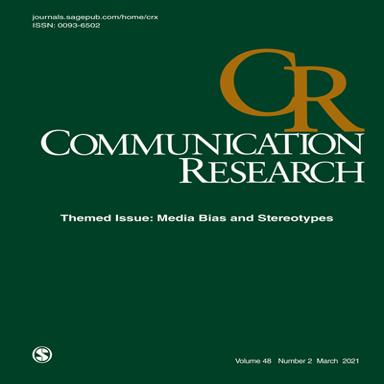 journals.sagepub.com/home/crx
ISSN: 0093-6502
CR
COMMUNICATION
RESEARCH
Themed Issue: Media Bias and Stereotypes
S
Volume 48 Number 2 March 2021